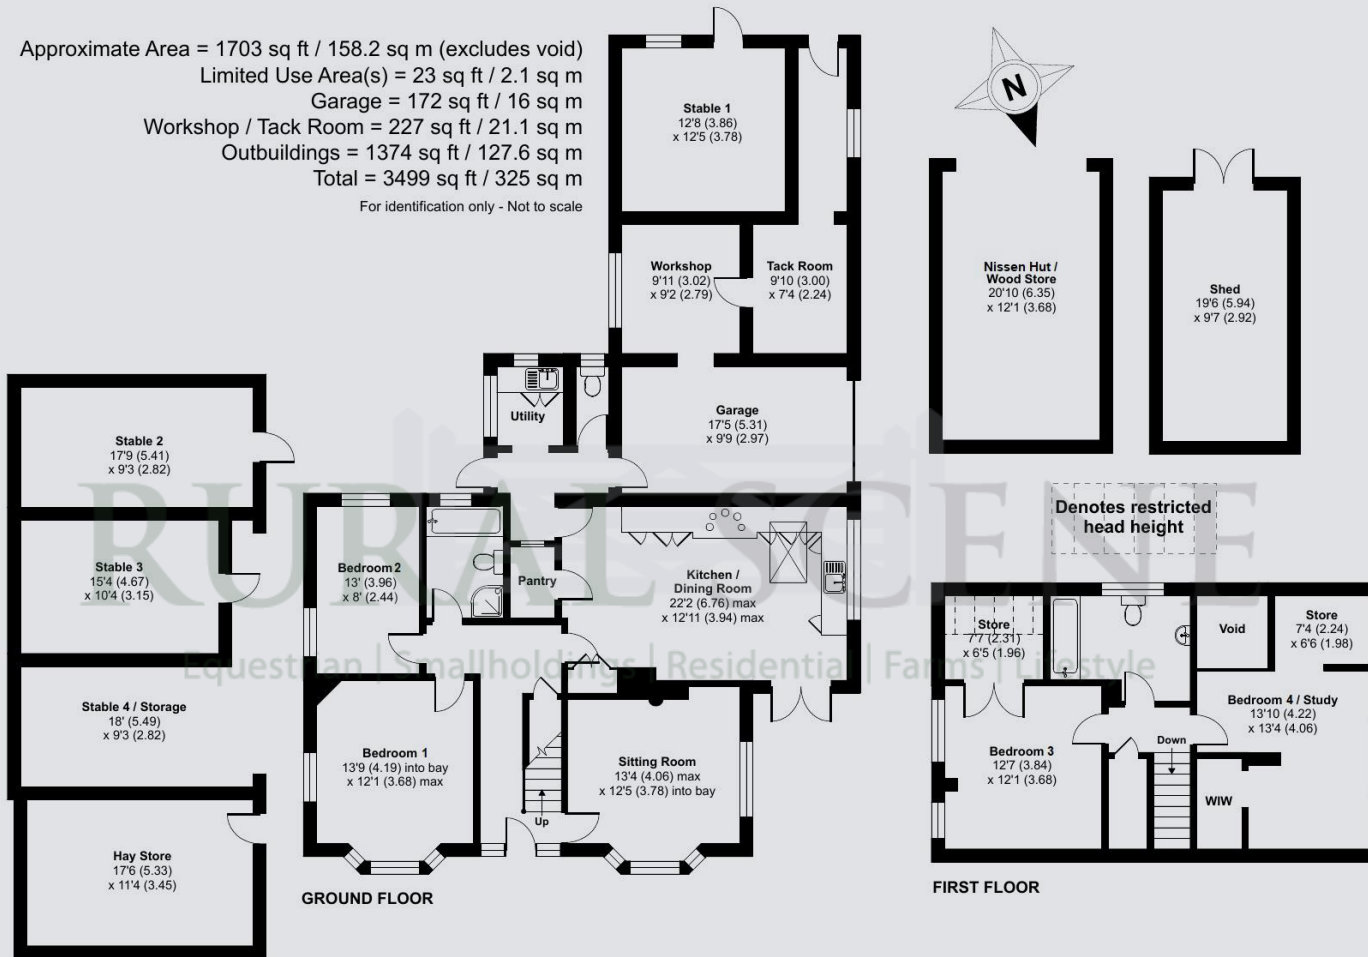 Approximate Area = 1703 sq ft / 158.2 sq m (excludes void)
Limited Use Area(s) = 23 sq ft / 2.1 sq m
Garage = 172 sq ft / 16 sq m
Workshop / Tack Room = 227 sq ft / 21.1 sq m
Outbuildings = 1374 sq ft / 127.6 sq m
Total = 3499 sq ft / 325 sq m
For identification only - Not to scale
Stable 1
12'8 (3.86)
x 12'5 (3.78)
N
Workshop
9'11 (3.02)
x 9'2 (2.79)
Tack Room
9'10 (3.00)
x 7'4 (2.24)
Nissen Hut /
Wood Store
20'10 (6.35)
x 12'1 (3.68)
Shed
19'6 (5.94)
x 9'7 (2.92)
Utility
Garage
17'5 (5.31)
x 9'9 (2.97)
Stable 2
17'9 (5.41)
x 9'3 (2.82)
RURAL SCENE
Equestrian | Smallholdings | Residential | Farms | Lifestyle
Denotes restricted
head height
Stable 3
15'4 (4.67)
x 10'4 (3.15)
Bedroom 2
13' (3.96)
x 8' (2.44)
Pantry
Kitchen /
Dining Room
22'2 (6.76) max
x 12'11 (3.94) max
Store
7'7 (2.31)
x 6'5 (1.96)
Void
Store
7'4 (2.24)
x 6'6 (1.98)
Stable 4 / Storage
18' (5.49)
x 9'3 (2.82)
Bedroom 1
13'9 (4.19) into bay
x 12'1 (3.68) max
Up
Sitting Room
13'4 (4.06) max
x 12'5 (3.78) into bay
Bedroom 3
12'7 (3.84)
x 12'1 (3.68)
Down
Bedroom 4 / Study
13'10 (4.22)
x 13'4 (4.06)
WIW
Hay Store
17'6 (5.33)
x 11'4 (3.45)
GROUND FLOOR
FIRST FLOOR